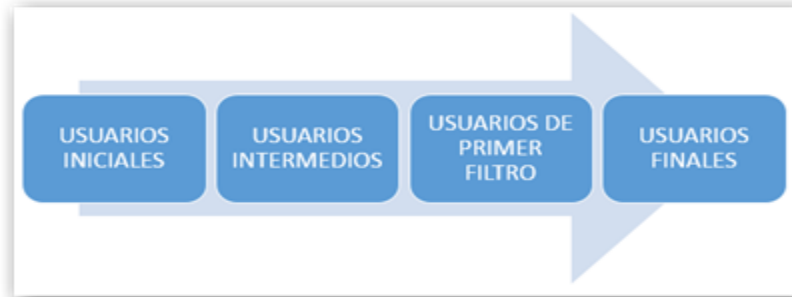 USUARIOS
INICIALES
USUARIOS
INTERMEDIOS
USUARIOS DE
PRIMER
FILTRO
USUARIOS
FINALES